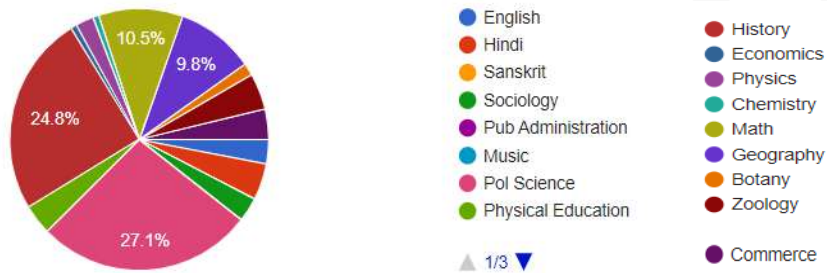 10.5%
9.8%
24.8%
27.1%
English
Hindi
Sanskrit
Sociology
Pub Administration
Music
Pol Science
Physical Education
1/3
History
Economics
Physics
Chemistry
Math
Geography
Botany
Zoology
Commerce